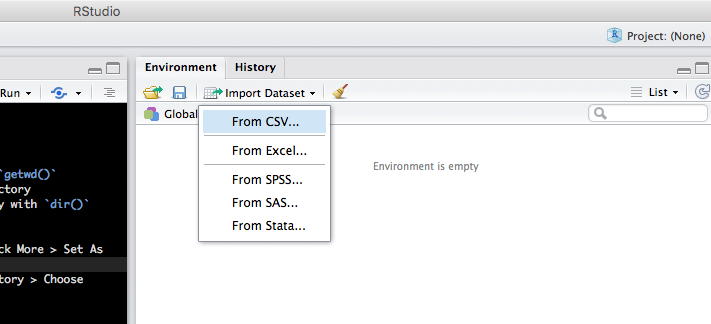 RStudio
Project: (None)
Environment History
Run
Import Dataset
List
Global
From CSV...
From Excel...
From SPSS...
From SAS...
From Stata...
Environment is empty
`getwd()`
ctory
y with `dir()`
ck More > Set As
tory > Choose